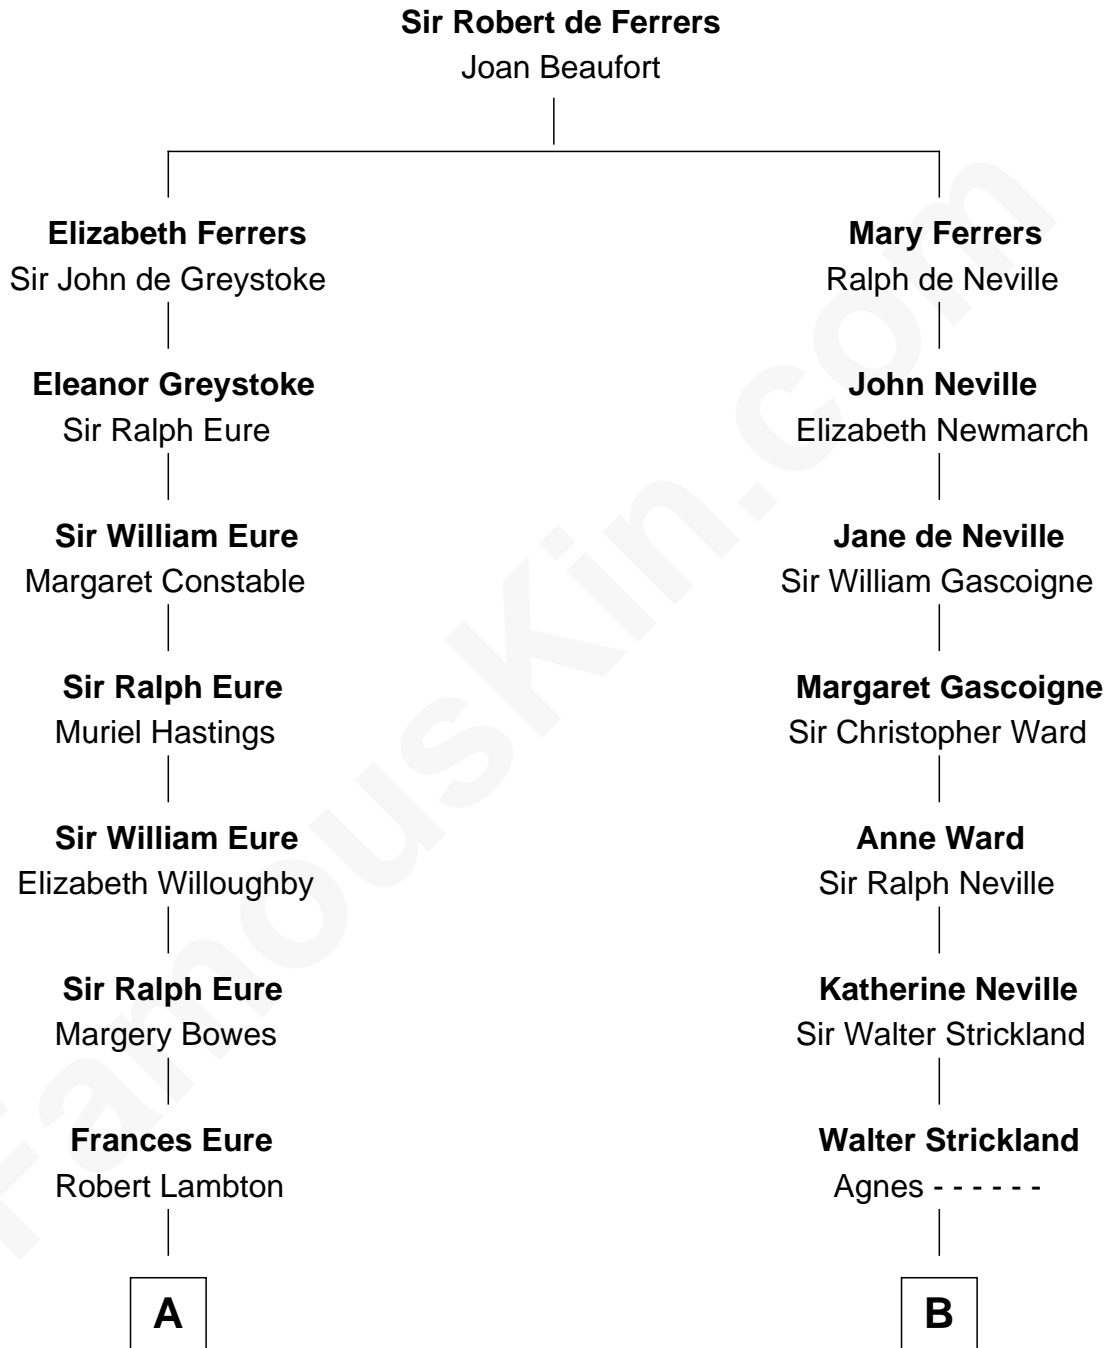 Sir Robert de Ferrers
Joan Beaufort
Elizabeth Ferrers
Sir John de Greystoke
Mary Ferrers
Ralph de Neville
Eleanor Greystoke
Sir Ralph Eure
John Neville
Elizabeth Newmarch
Sir William Eure
Margaret Constable
Jane de Neville
Sir William Gascoigne
Sir Ralph Eure
Muriel Hastings
Margaret Gascoigne
Sir Christopher Ward
Sir William Eure
Elizabeth Willoughby
Anne Ward
Sir Ralph Neville
Sir Ralph Eure
Margery Bowes
Katherine Neville
Sir Walter Strickland
Frances Eure
Robert Lambton
Walter Strickland
Agnes - - - - - -
A
B
FamousKin.com